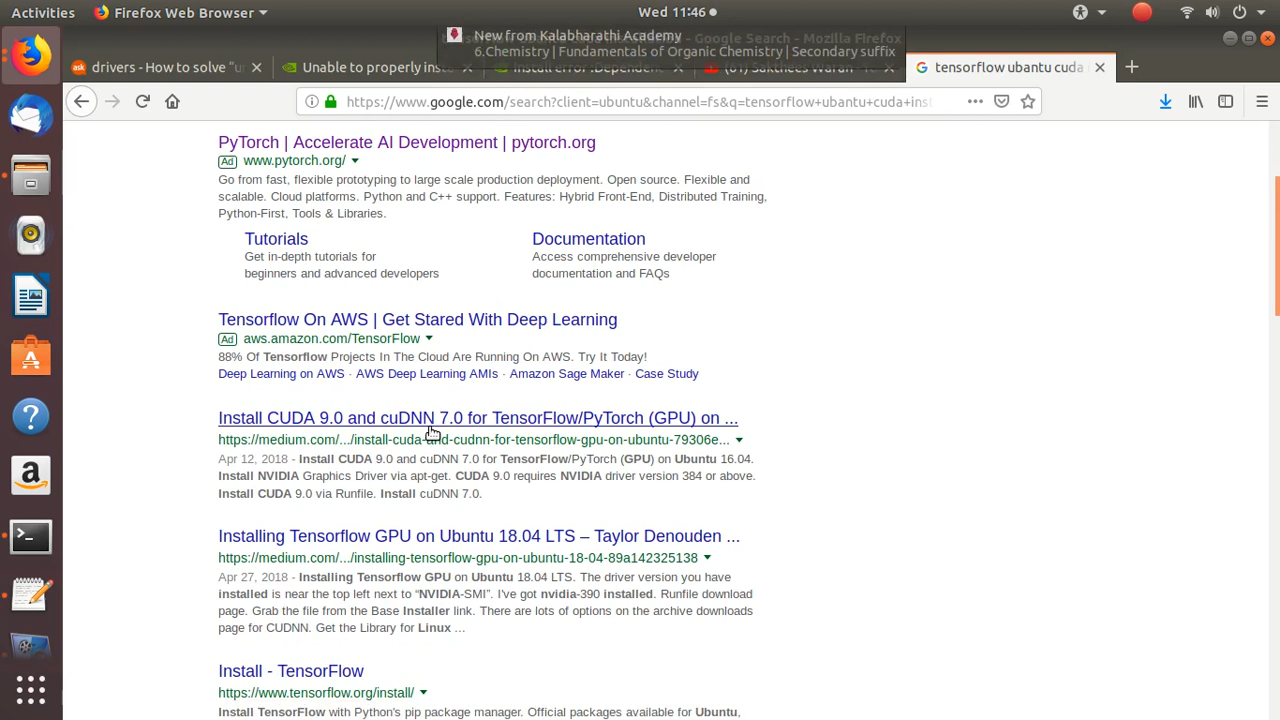 Activities
Firefox Web Browser
Wed 11:46
New from Kalabharathi Academy
6.Chemistry | Fundamentals of Organic Chemistry | Secondary suffix
Google Search - Mozilla Firefox
drivers - How to solve "u
Unable to properly inst
Install error :Depende
(61) Sakthees Waran
tensorflow ubantu cuda
https://www.google.com/search?client=ubuntu&channel=fs&q=tensorflow+ubantu+cuda+inst
PyTorch | Accelerate AI Development | pytorch.org
Ad www.pytorch.org/
Go from fast, flexible prototyping to large scale production deployment. Open source. Flexible and
scalable. Cloud platforms. Python and C++ support. Features: Hybrid Front-End, Distributed Training,
Python-First, Tools & Libraries.
Tutorials
Get in-depth tutorials for
beginners and advanced developers
Documentation
Access comprehensive developer
documentation and FAQs
Tensorflow On AWS | Get Stared With Deep Learning
Ad aws.amazon.com/TensorFlow
88% Of Tensorflow Projects In The Cloud Are Running On AWS. Try It Today!
Deep Learning on AWS · AWS Deep Learning AMIs · Amazon Sage Maker · Case Study
Install CUDA 9.0 and cuDNN 7.0 for TensorFlow/PyTorch (GPU) on ...
https://medium.com/.../install-cuda-and-cudnn-for-tensorflow-gpu-on-ubuntu-79306e...
Apr 12, 2018 - Install CUDA 9.0 and cuDNN 7.0 for TensorFlow/PyTorch (GPU) on Ubuntu 16.04.
Install NVIDIA Graphics Driver via apt-get. CUDA 9.0 requires NVIDIA driver version 384 or above.
Install CUDA 9.0 via Runfile. Install cuDNN 7.0.
Installing Tensorflow GPU on Ubuntu 18.04 LTS – Taylor Denouden ...
https://medium.com/.../installing-tensorflow-gpu-on-ubuntu-18-04-89a142325138
Apr 27, 2018 - Installing Tensorflow GPU on Ubuntu 18.04 LTS. The driver version you have
installed is near the top left next to “NVIDIA-SMI”. I've got nvidia-390 installed. Runfile download
page. Grab the file from the Base Installer link. There are lots of options on the archive downloads
page for CUDNN. Get the Library for Linux ...
Install - TensorFlow
https://www.tensorflow.org/install/
Install TensorFlow with Python's pip package manager. Official packages available for Ubuntu,